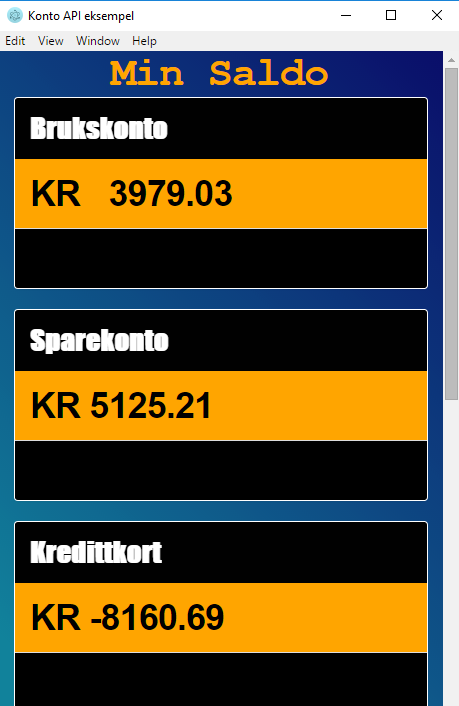 Konto API eksempel
Edit View Window Help
Min Saldo
Brukskonto
KR 3979.03
Sparekonto
KR 5125.21
Kredittkort
KR -8160.69